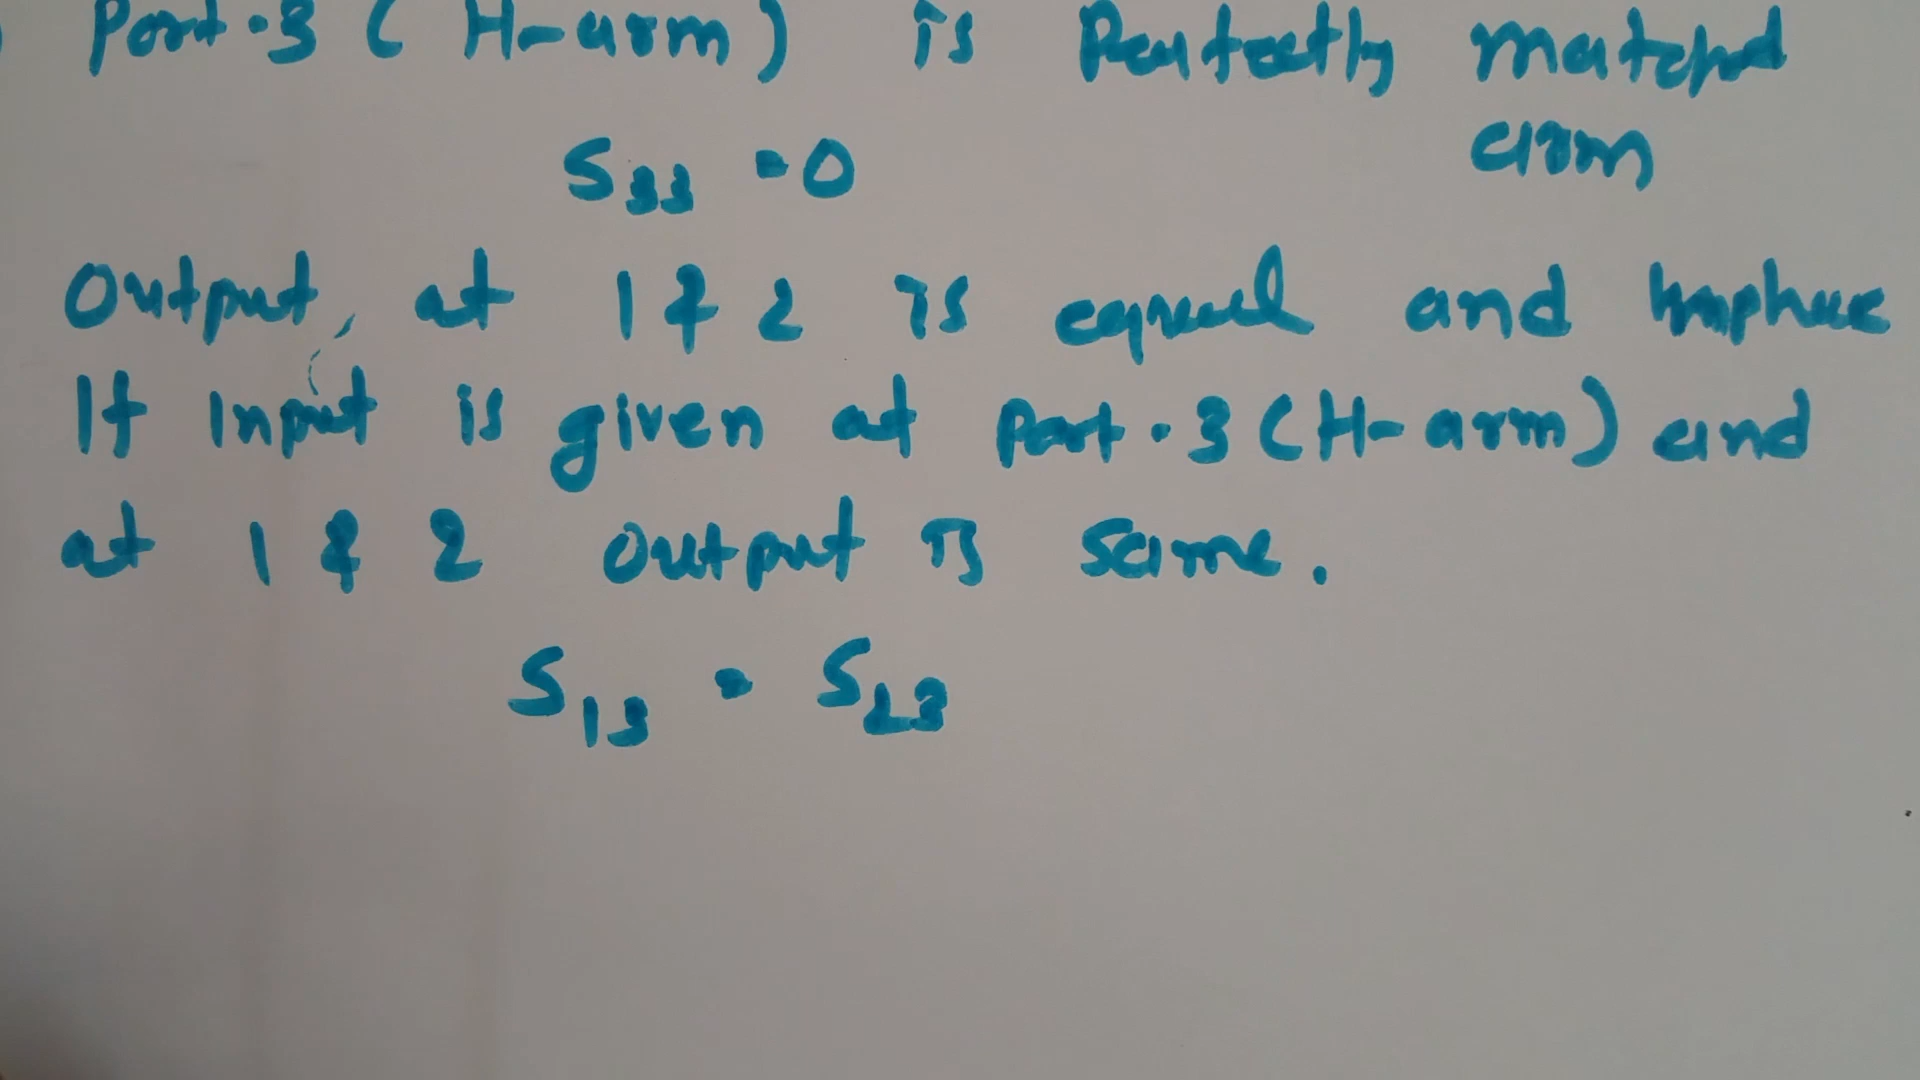 Port-3 (H-arm) is Perfectly matched
arm
S33 = 0
Output, at 1 & 2 is equal and Inphase
If Input is given at Port-3 (H-arm) and
at 1 & 2 output is same.
S13 = S23